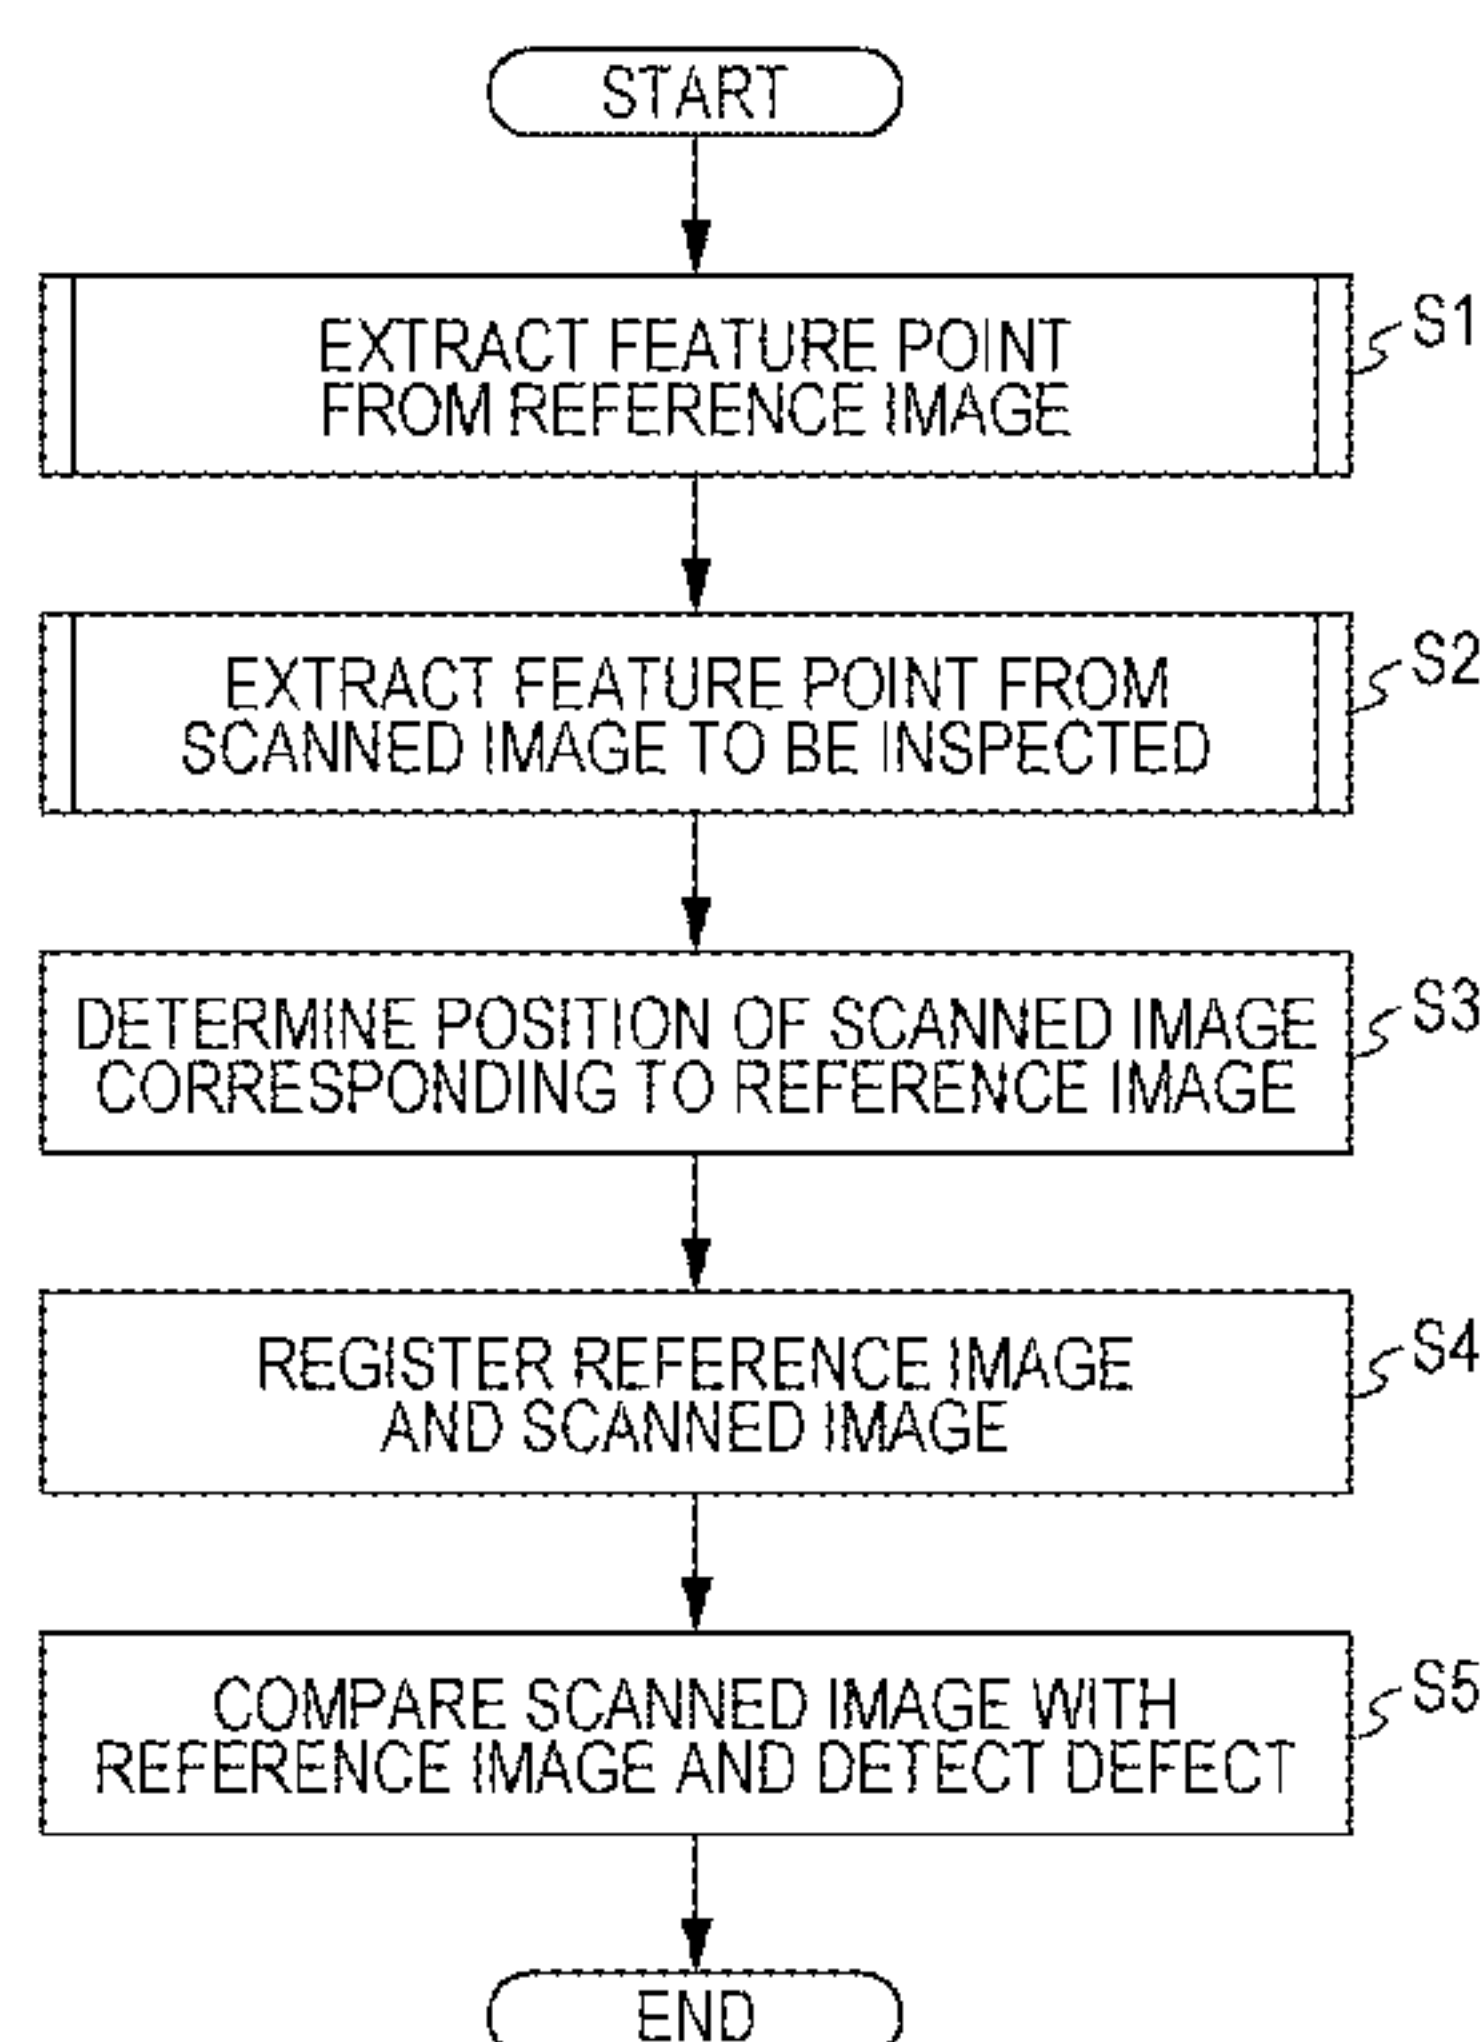 START
EXTRACT FEATURE POINT
FROM REFERENCE IMAGE
S1
EXTRACT FEATURE POINT FROM
SCANNED IMAGE TO BE INSPECTED
S2
DETERMINE POSITION OF SCANNED IMAGE
CORRESPONDING TO REFERENCE IMAGE
S3
REGISTER REFERENCE IMAGE
AND SCANNED IMAGE
S4
COMPARE SCANNED IMAGE WITH
REFERENCE IMAGE AND DETECT DEFECT
S5
END